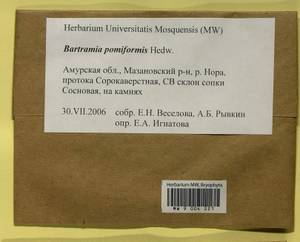 Herbarium Universitatis Mosquensis (MW)
Bartramia pomiformis Hedw.
Амурская обл., Мазановский р-н, р. Нора,
протока Сорокаверстная, СВ склон сопки
Сосновая, на камнях
30.VII.2006 собр. Е.Н. Веселова, А.Б. Рывкин
опр. Е.А. Игнатова
Herbarium MW, Bryophyta